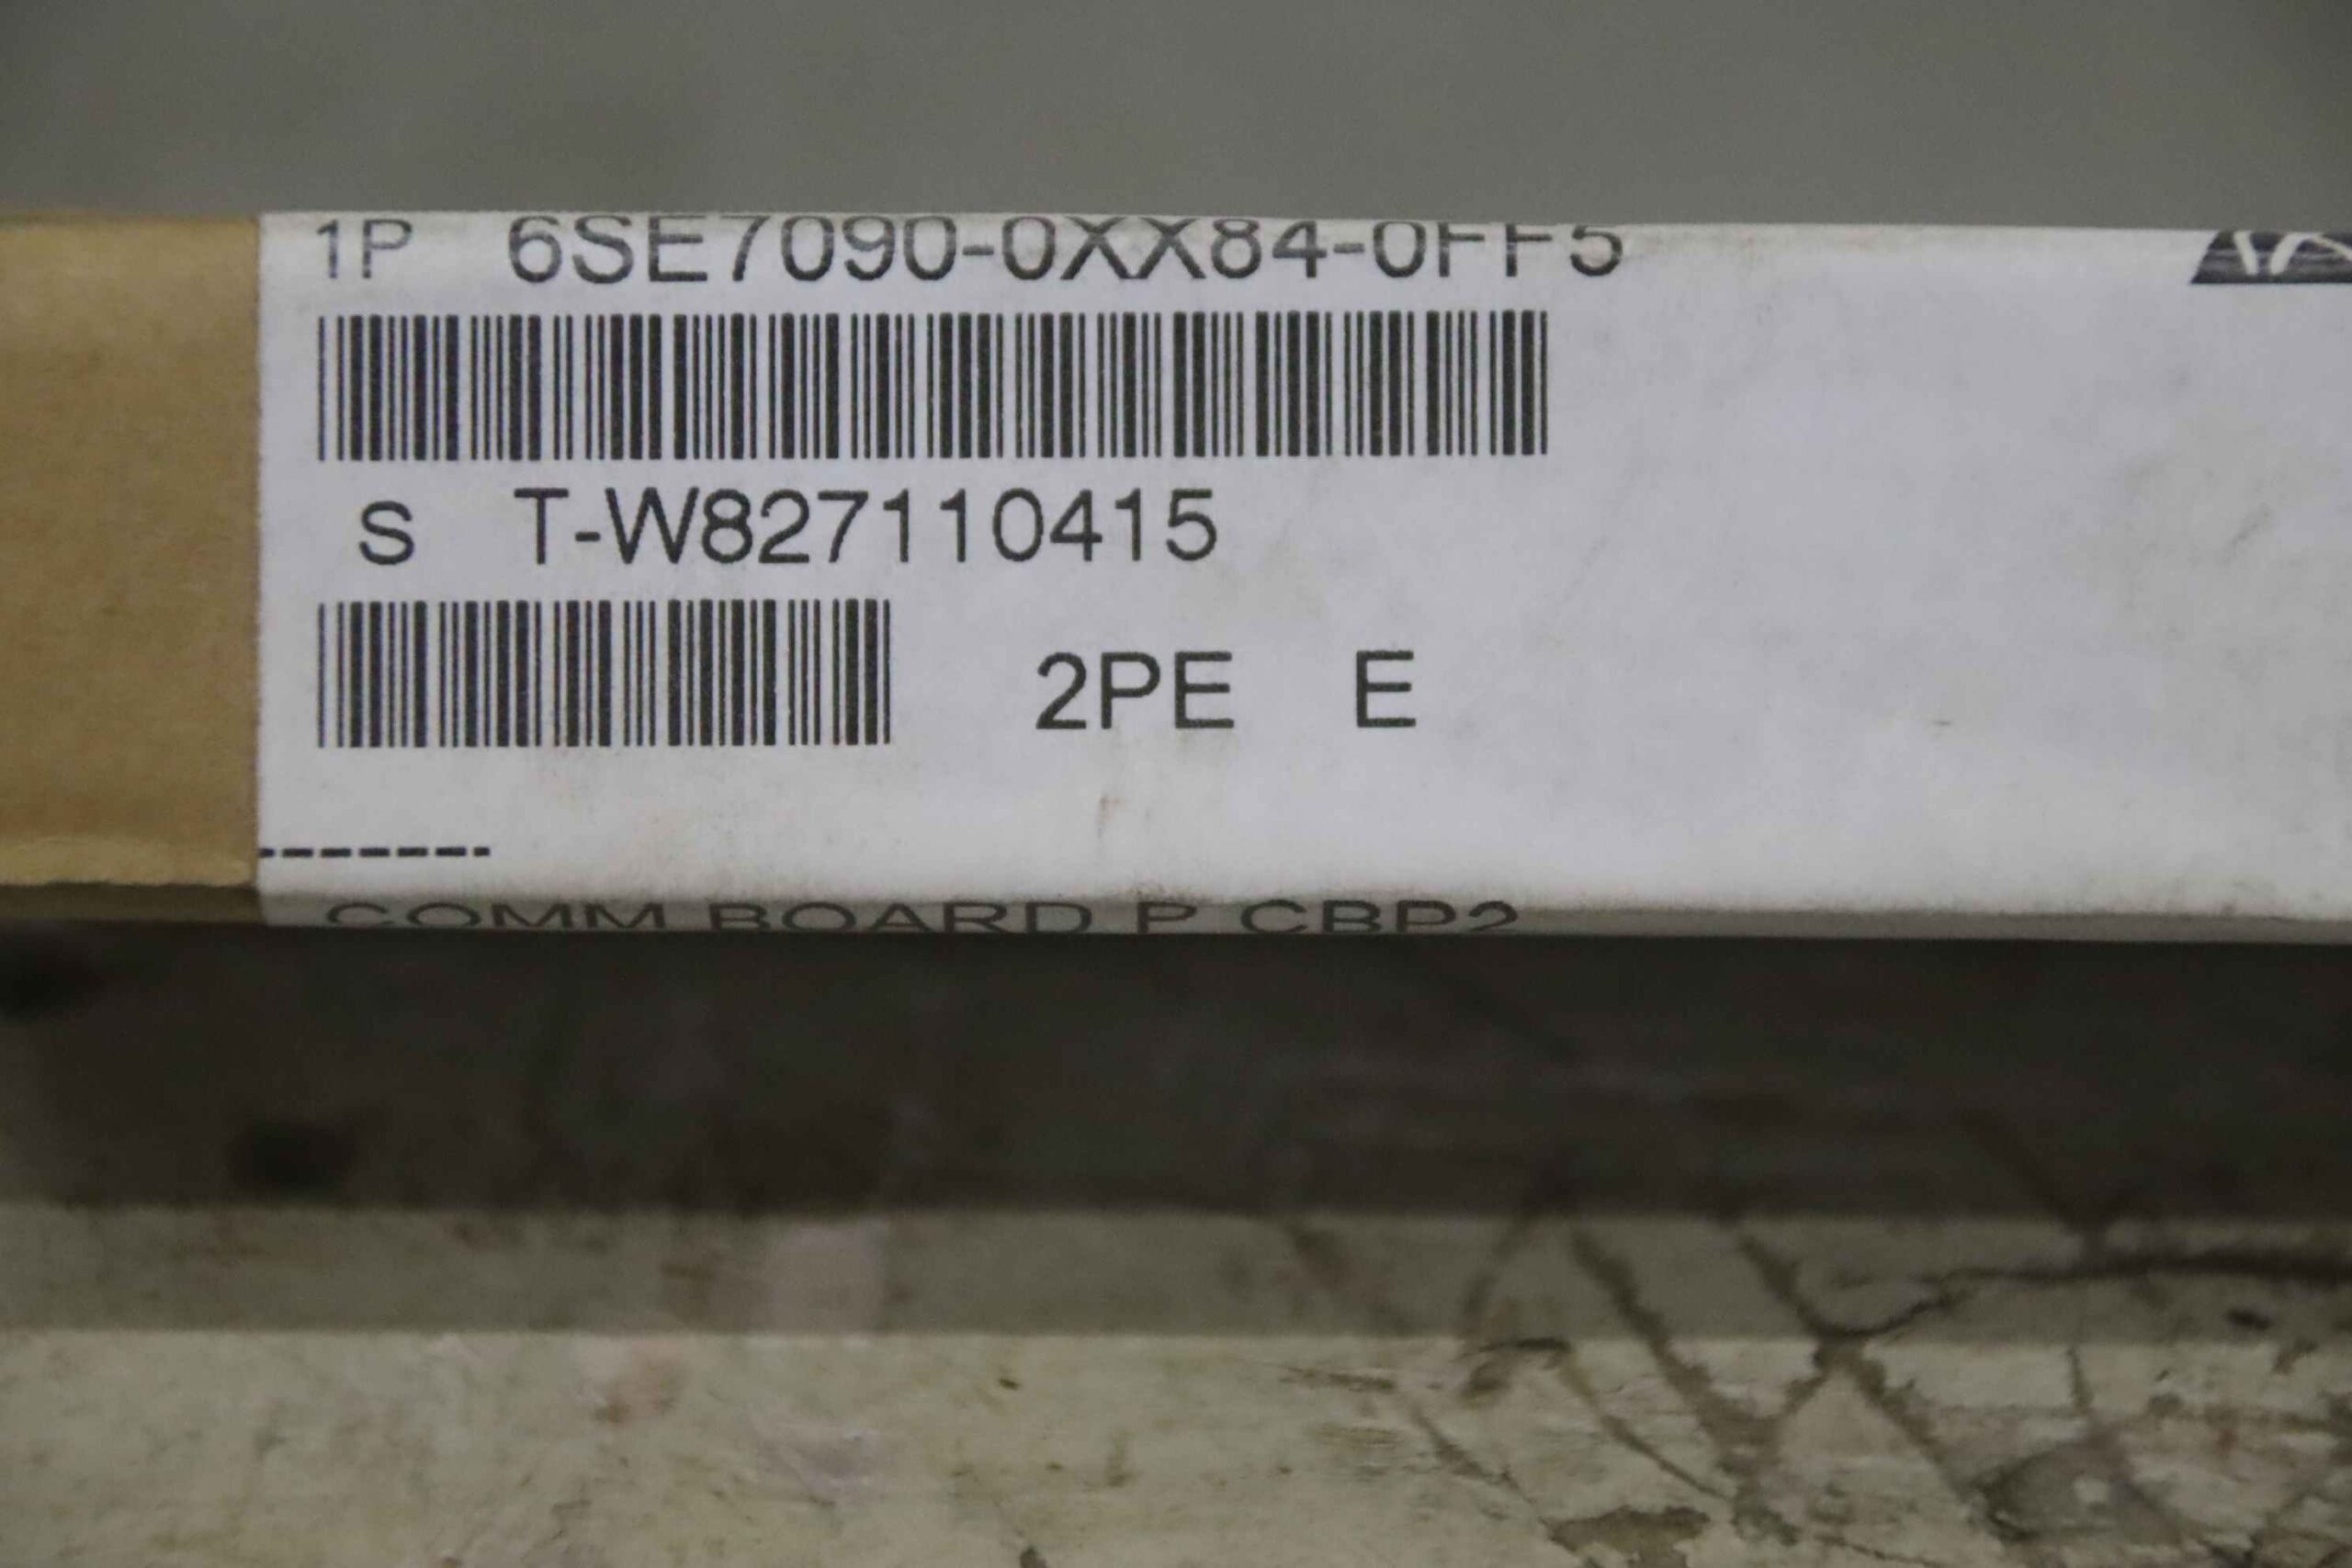 1P 6SE7090-0XX84-0FF5
S T-W827110415
2PE E
-------
COMM BOARD P CBP2